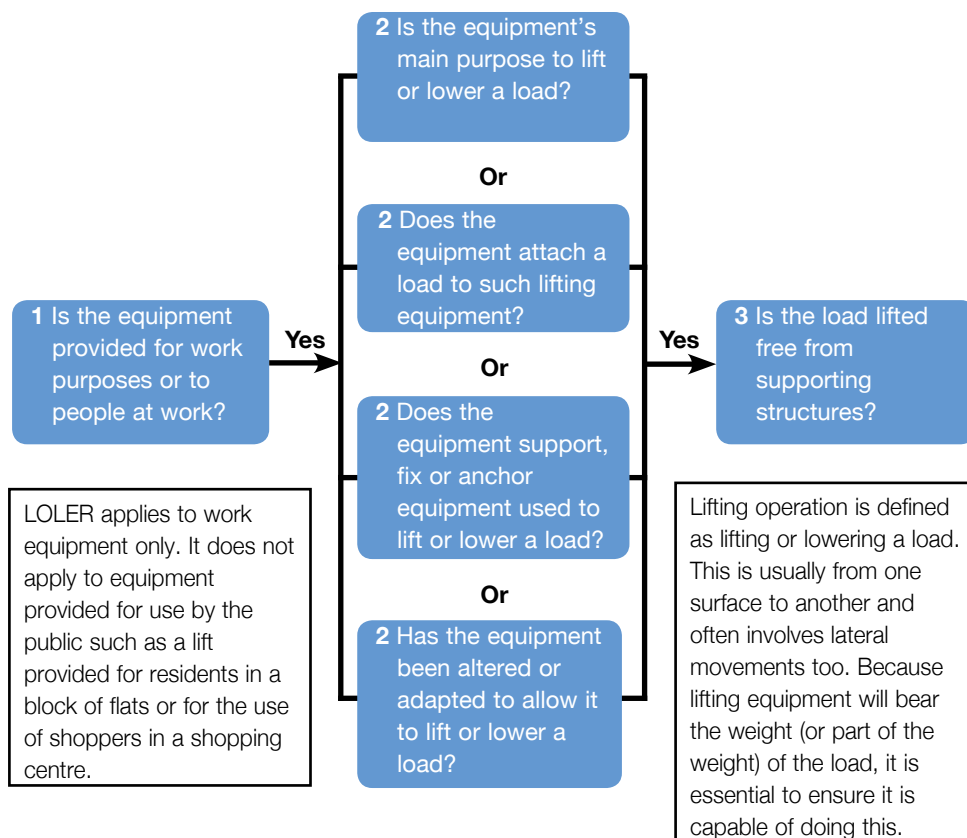 1 Is the equipment
provided for work
purposes or to
people at work?
LOLER applies to work
equipment only. It does not
apply to equipment
provided for use by the
public such as a lift
provided for residents in a
block of flats or for the use
of shoppers in a shopping
centre.
Yes
2 Is the equipment’s
main purpose to lift
or lower a load?
Or
2 Does the
equipment attach a
load to such lifting
equipment?
Or
2 Does the
equipment support,
fix or anchor
equipment used to
lift or lower a load?
Or
2 Has the equipment
been altered or
adapted to allow it
to lift or lower a
load?
Yes
3 Is the load lifted
free from
supporting
structures?
Lifting operation is defined
as lifting or lowering a load.
This is usually from one
surface to another and
often involves lateral
movements too. Because
lifting equipment will bear
the weight (or part of the
weight) of the load, it is
essential to ensure it is
capable of doing this.